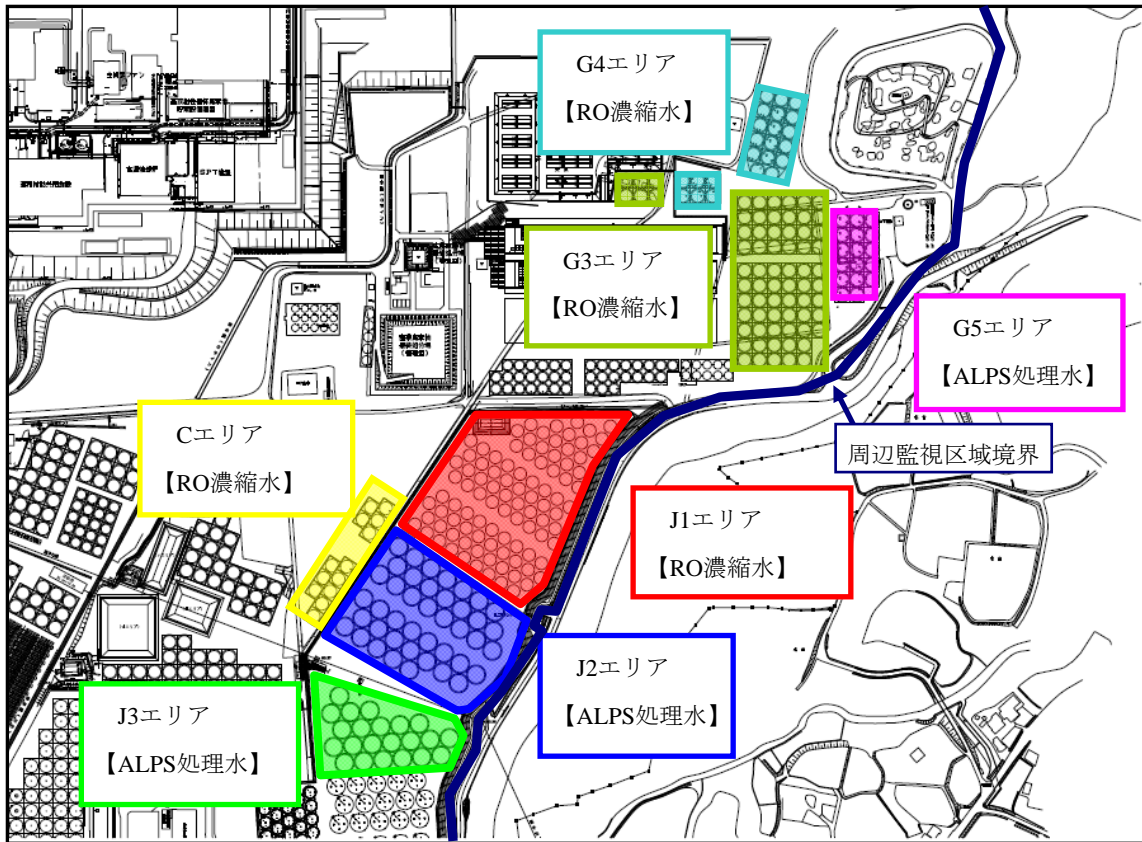 G4エリア
【RO濃縮水】
G3エリア
【RO濃縮水】
G5エリア
【ALPS処理水】
周辺監視区域境界
Cエリア
【RO濃縮水】
J1エリア
【RO濃縮水】
J2エリア
【ALPS処理水】
J3エリア
【ALPS処理水】